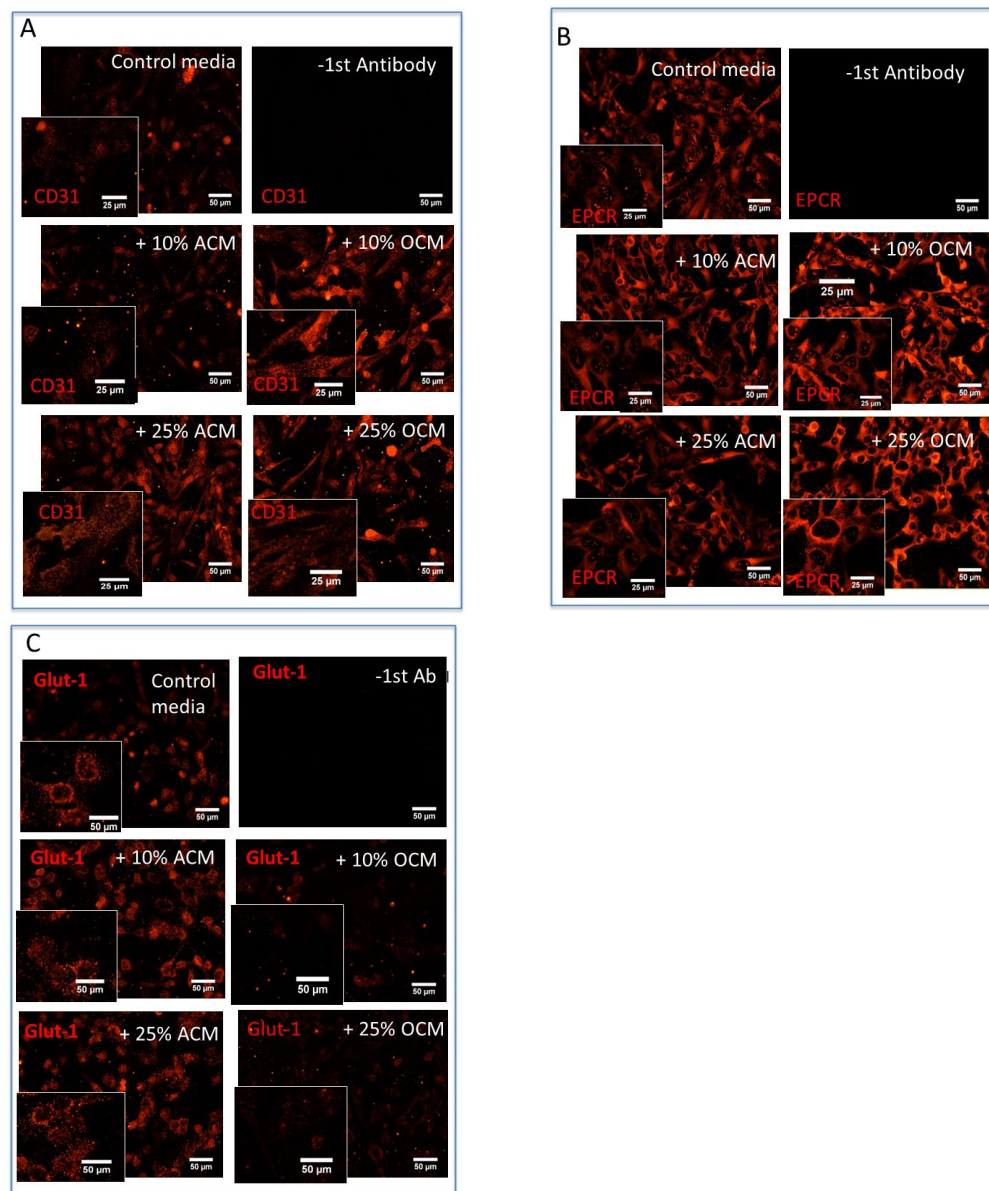 A
Control media
CD31
25 µm
50 µm
-1st Antibody
CD31
50 µm
+ 10% ACM
CD31
25 µm
50 µm
+ 10% OCM
CD31
25 µm
50 µm
+ 25% ACM
CD31
25 µm
50 µm
+ 25% OCM
CD31
25 µm
50 µm
B
Control media
EPCR
25 µm
50 µm
-1st Antibody
EPCR
50 µm
+ 10% ACM
EPCR
25 µm
50 µm
+ 10% OCM
25 µm
EPCR
25 µm
50 µm
+ 25% ACM
EPCR
25 µm
50 µm
+ 25% OCM
EPCR
25 µm
50 µm
C
Glut-1
Control
media
50 µm
50 µm
Glut-1
-1st Ab
50 µm
Glut-1
+ 10% ACM
50 µm
50 µm
Glut-1
+ 10% OCM
50 µm
50 µm
Glut-1
+ 25% ACM
50 µm
50 µm
Glut-1
+ 25% OCM
50 µm
50 µm